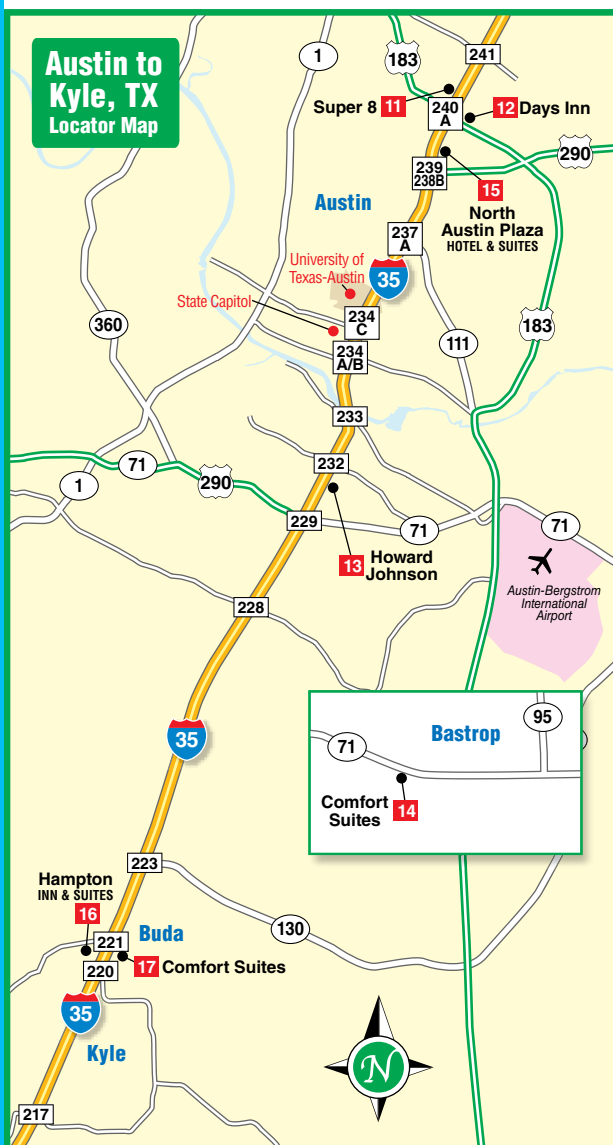 Austin to
Kyle, TX
Locator Map
1
183
241
Super 8 11
240
A
12 Days Inn
290
239
238B
15
North
Austin Plaza
HOTEL & SUITES
Austin
237
A
University of
Texas-Austin
35
State Capitol
234
C
360
183
111
234
A/B
233
232
71
1
290
229
71
71
13 Howard
Johnson
Austin-Bergstrom
International
Airport
228
35
95
Bastrop
71
Comfort
Suites 14
223
Hampton
INN & SUITES
16
130
221
Buda
17 Comfort Suites
220
35
Kyle
N
217